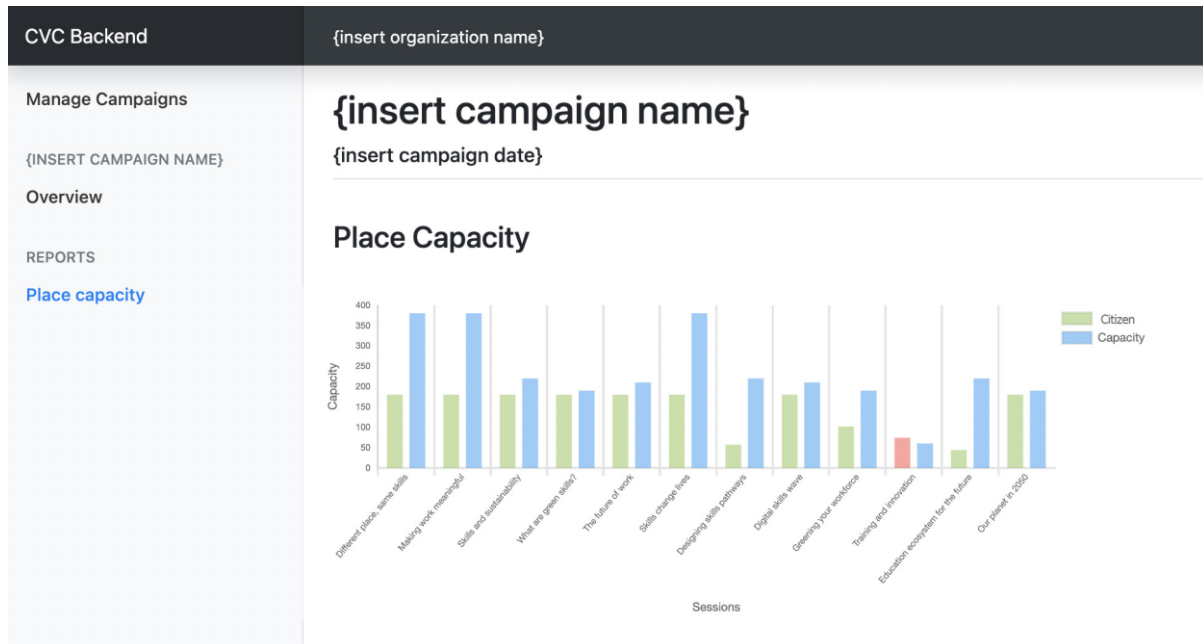 CVC Backend
{insert organization name}
Manage Campaigns
{INSERT CAMPAIGN NAME}
Overview
REPORTS
Place capacity
{insert campaign name}
{insert campaign date}
Place Capacity
400
350
300
250
200
150
100
50
0
Capacity
Different place, same skills
Making work meaningful
Skills and sustainability
What are green skills?
The future of work
Skills change lives
Designing skills pathways
Digital skills wave
Greening your workforce
Training and innovation
Education ecosystem for the future
Our planet in 2050
Sessions
Citizen
Capacity